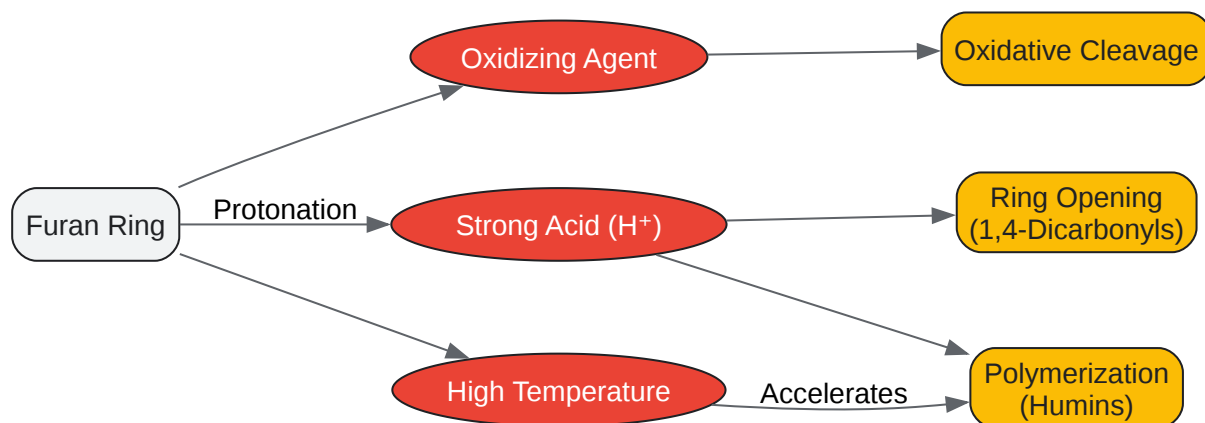 Oxidizing Agent
Oxidative Cleavage
Furan Ring
Protonation
Strong Acid (H⁺)
Ring Opening
(1,4-Dicarbonyls)
High Temperature
Accelerates
Polymerization
(Humins)